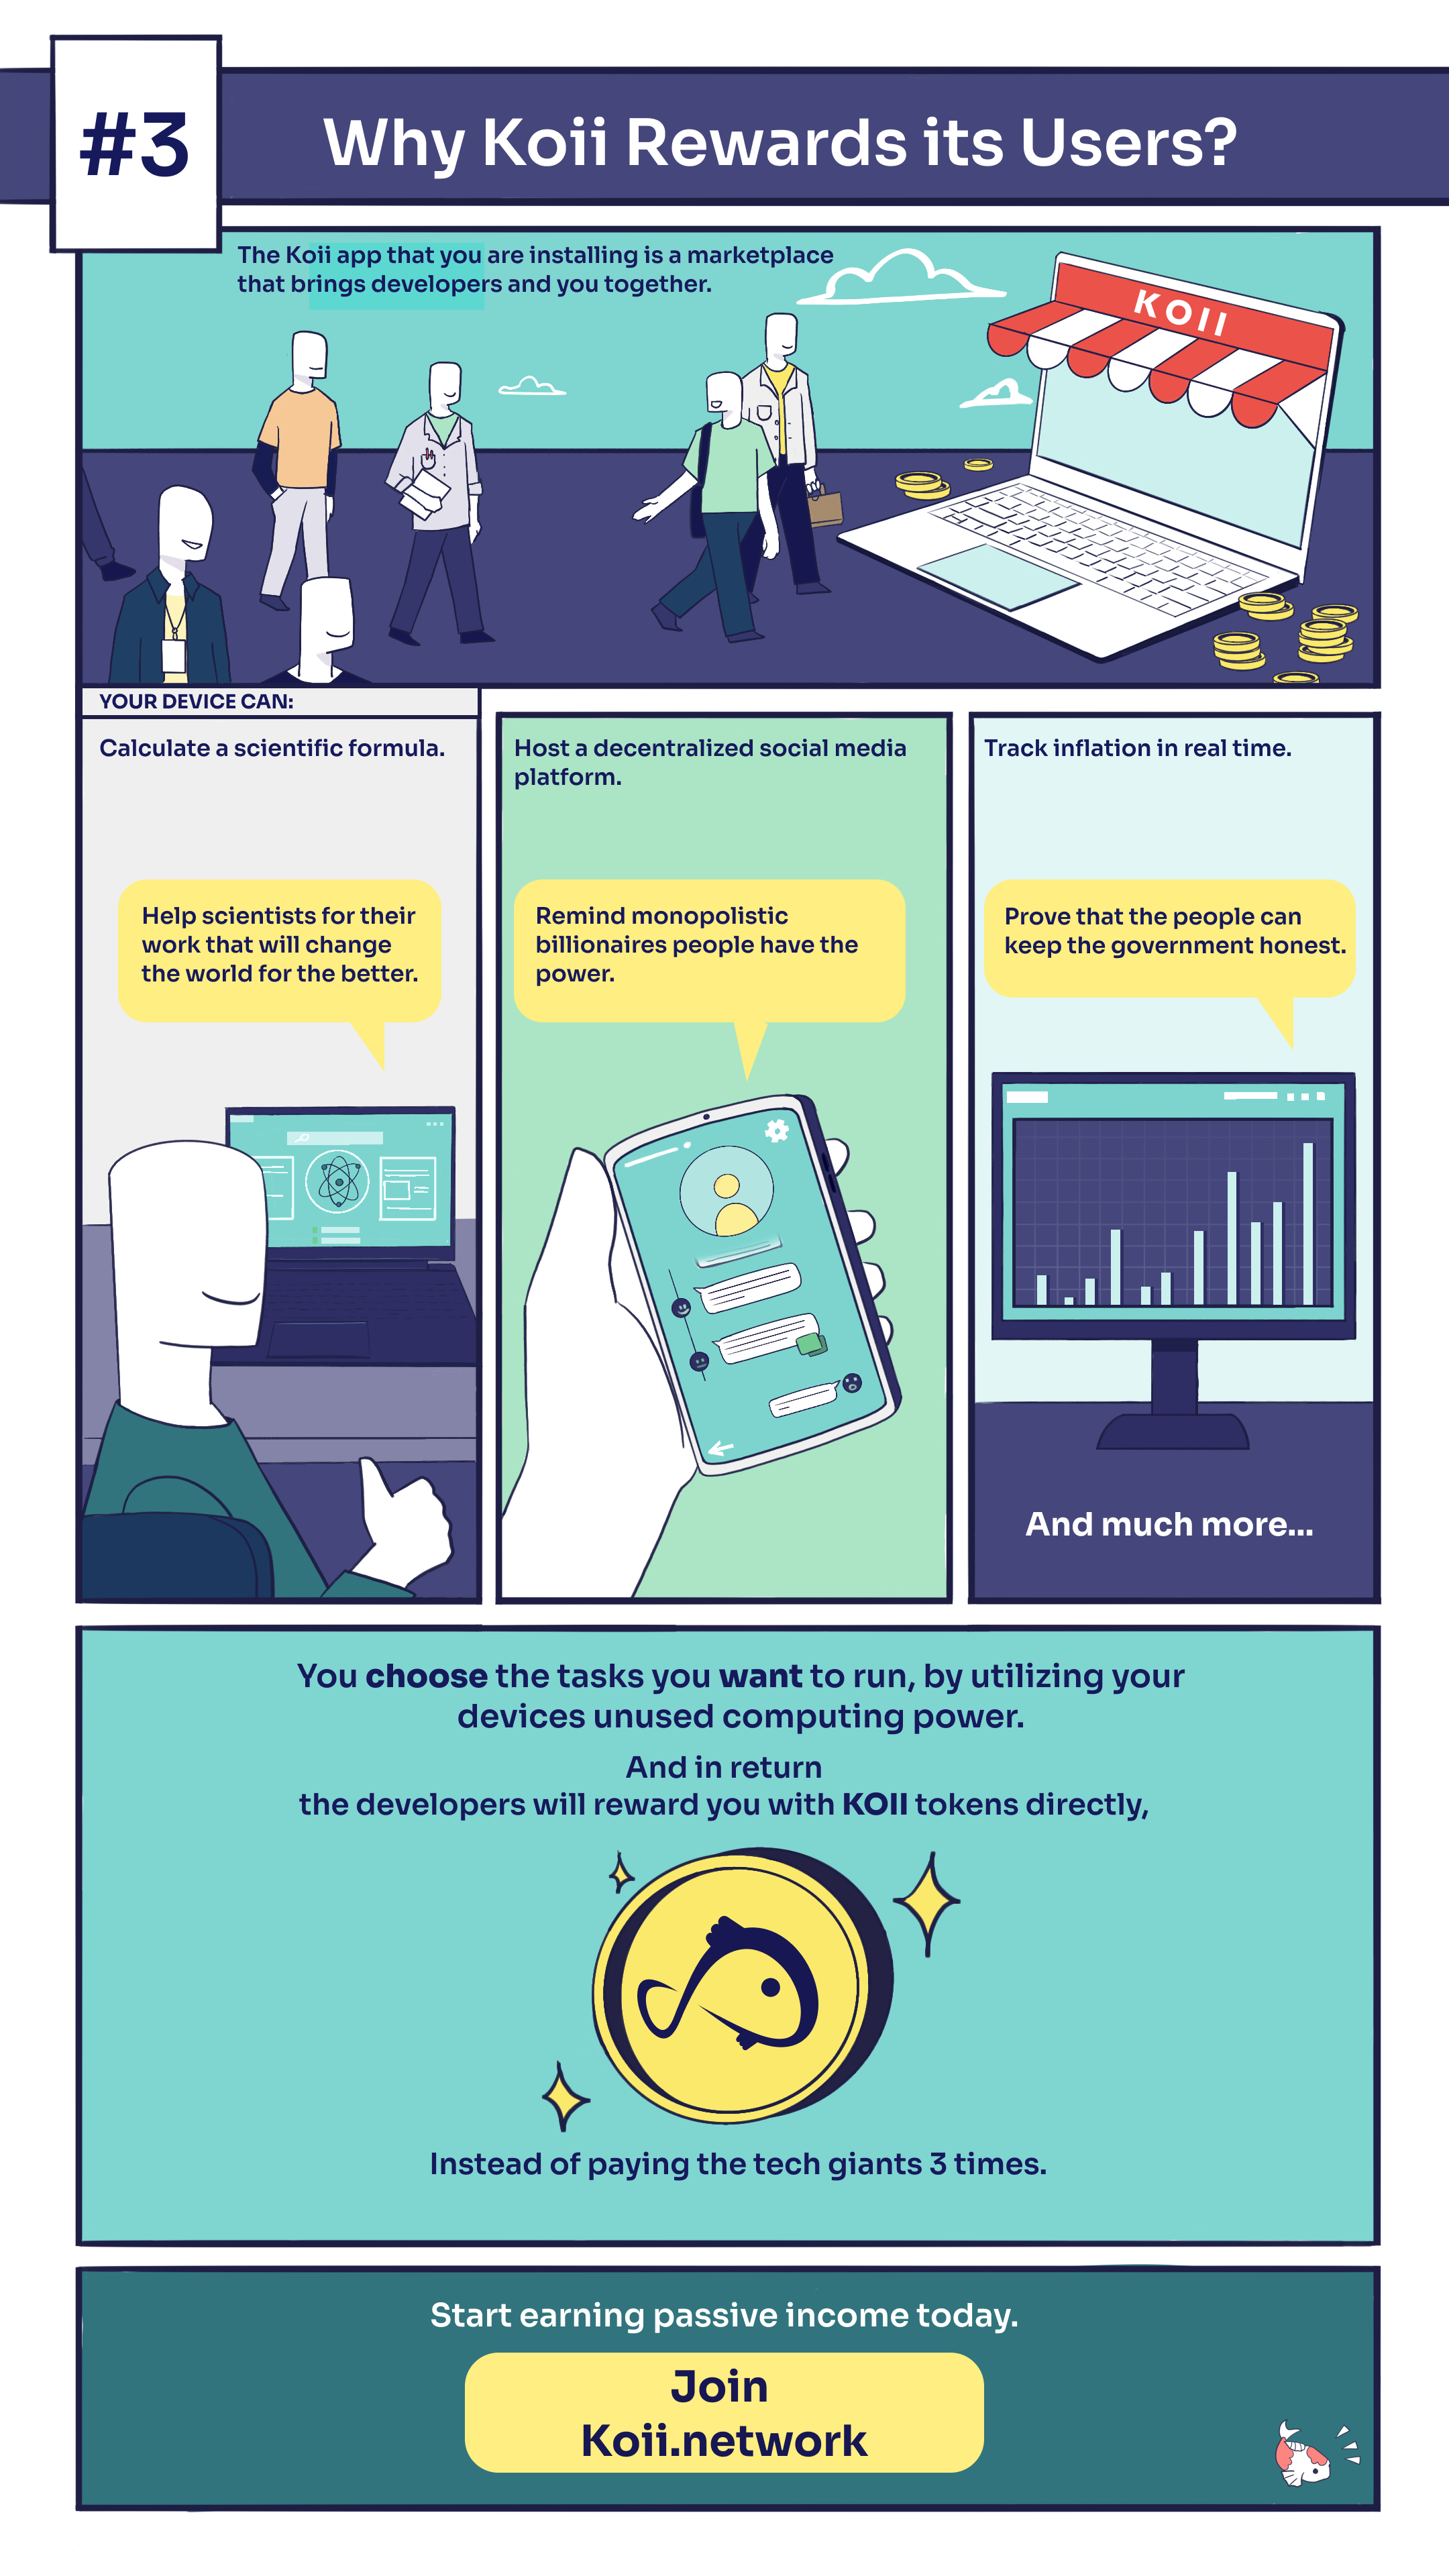 #3
Why Koii Rewards its Users?
The Koii app that you are installing is a marketplace
that brings developers and you together.
KOII
YOUR DEVICE CAN:
Calculate a scientific formula.
Help scientists for their
work that will change
the world for the better.
Host a decentralized social media
platform.
Remind monopolistic
billionaires people have the
power.
Track inflation in real time.
Prove that the people can
keep the government honest.
And much more...
You choose the tasks you want to run, by utilizing your
devices unused computing power.
And in return
the developers will reward you with KOII tokens directly,
Instead of paying the tech giants 3 times.
Start earning passive income today.
Join
Koii.network